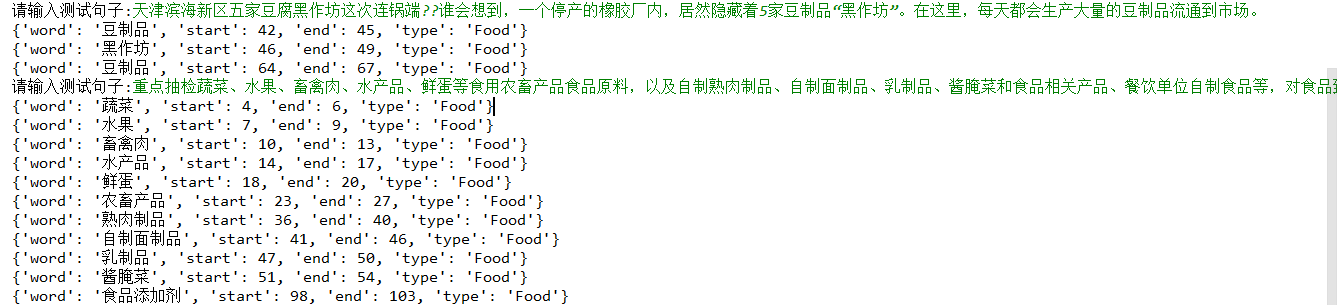 请输入测试句子:天津滨海新区五家豆腐黑作坊这次连锅端??谁会想到，一个停产的橡胶厂内，居然隐藏着5家豆制品“黑作坊”。在这里，每天都会生产大量的豆制品流通到市场。
{'word': '豆制品', 'start': 42, 'end': 45, 'type': 'Food'}
{'word': '黑作坊', 'start': 46, 'end': 49, 'type': 'Food'}
{'word': '豆制品', 'start': 64, 'end': 67, 'type': 'Food'}
请输入测试句子:重点抽检蔬菜、水果、畜禽肉、水产品、鲜蛋等食用农畜产品食品原料，以及自制熟肉制品、自制面制品、乳制品、酱腌菜和食品相关产品、餐饮单位自制食品等，对食品
{'word': '蔬菜', 'start': 4, 'end': 6, 'type': 'Food'}
{'word': '水果', 'start': 7, 'end': 9, 'type': 'Food'}
{'word': '畜禽肉', 'start': 10, 'end': 13, 'type': 'Food'}
{'word': '水产品', 'start': 14, 'end': 17, 'type': 'Food'}
{'word': '鲜蛋', 'start': 18, 'end': 20, 'type': 'Food'}
{'word': '农畜产品', 'start': 23, 'end': 27, 'type': 'Food'}
{'word': '熟肉制品', 'start': 36, 'end': 40, 'type': 'Food'}
{'word': '自制面制品', 'start': 41, 'end': 46, 'type': 'Food'}
{'word': '乳制品', 'start': 47, 'end': 50, 'type': 'Food'}
{'word': '酱腌菜', 'start': 51, 'end': 54, 'type': 'Food'}
{'word': '食品添加剂', 'start': 98, 'end': 103, 'type': 'Food'}